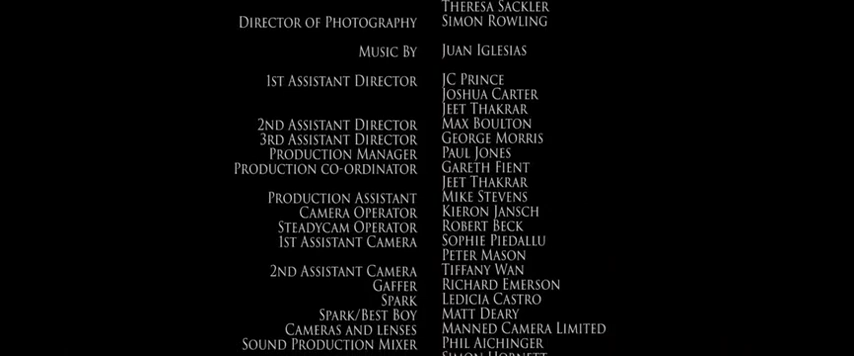 THERESA SACKLER
DIRECTOR OF PHOTOGRAPHY SIMON ROWLING
MUSIC BY JUAN IGLESIAS
1ST ASSISTANT DIRECTOR JC PRINCE
JOSHUA CARTER
JEET THAKRAR
2ND ASSISTANT DIRECTOR MAX BOULTON
3RD ASSISTANT DIRECTOR GEORGE MORRIS
PRODUCTION MANAGER PAUL JONES
PRODUCTION CO-ORDINATOR GARETH FIENT
JEET THAKRAR
PRODUCTION ASSISTANT MIKE STEVENS
CAMERA OPERATOR KIERON JANSCH
STEADYCAM OPERATOR ROBERT BECK
1ST ASSISTANT CAMERA SOPHIE PIEDALLU
PETER MASON
2ND ASSISTANT CAMERA TIFFANY WAN
GAFFER RICHARD EMERSON
SPARK LEDICIA CASTRO
SPARK/BEST BOY MATT DEARY
CAMERAS AND LENSES MANNED CAMERA LIMITED
SOUND PRODUCTION MIXER PHIL AICHINGER